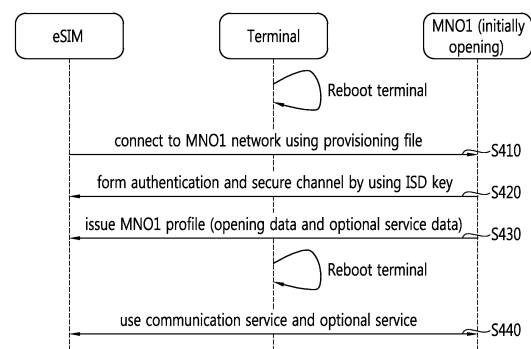 eSIM
Terminal
MNO1 (initially
opening)
Reboot terminal
connect to MNO1 network using provisioning file
S410
form authentication and secure channel by using ISD key
S420
issue MNO1 profile (opening data and optional service data)
S430
Reboot terminal
use communication service and optional service
S440